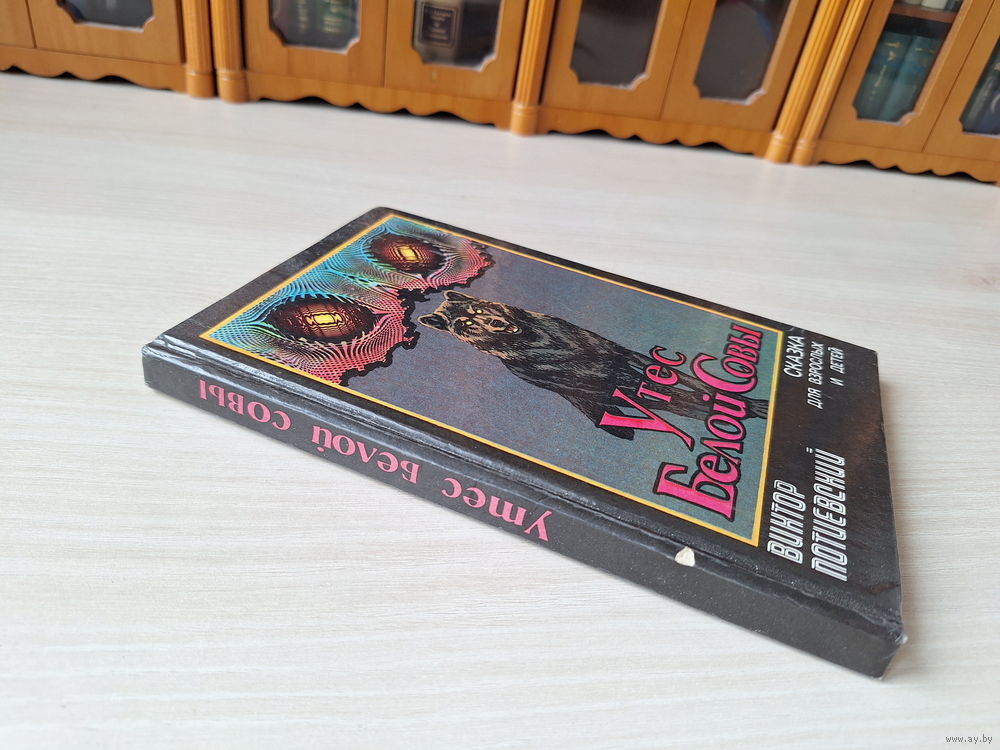 Утес
Белой Совы
СКАЗКА
ДЛЯ ВЗРОСЛЫХ
И ДЕТЕЙ
ВИКТОР
ПОТИЕВСКИЙ
Утес Белой Совы
www.ay.by